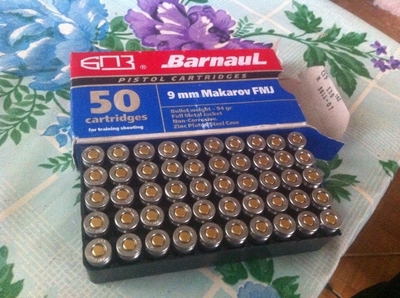 Barnaul
PISTOL CARTRIDGES
50
cartridges
for training shooting
9 mm Makarov FMJ
Bullet weight - 94 gr
Full Metal Jacket
Non-Corrosive
Zinc Plated Steel Case